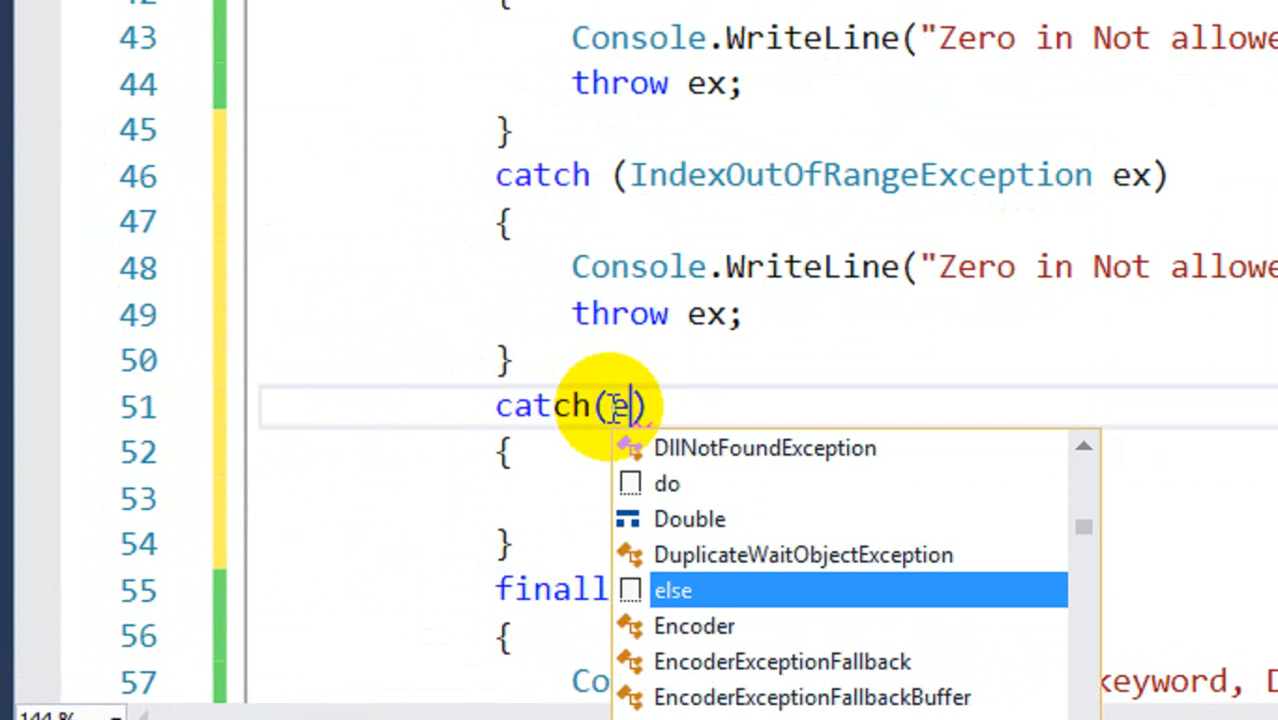 43 Console.WriteLine("Zero in Not allowe
44 throw ex;
45 }
46 catch (IndexOutOfRangeException ex)
47 {
48 Console.WriteLine("Zero in Not allowe
49 throw ex;
50 }
51 catch(e)
52 {
DllNotFoundException
do
53
Double
54 }
DuplicateWaitObjectException
55 finall
else
56 {
Encoder
EncoderExceptionFallback
57 Co keyword, D
EncoderExceptionFallbackBuffer
144 %